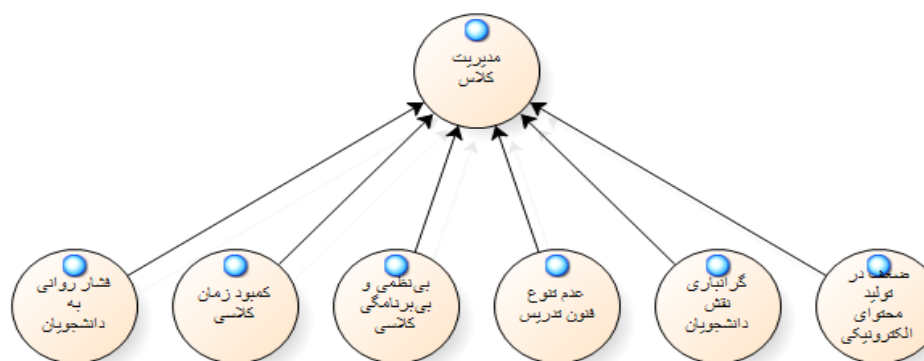 مدیریت
کلاس
فشار روانی
به
دانشجویان
کمبود زمان
کلاسی
بی‌نظمی و
بی‌برنامگی
کلاسی
عدم تنوع
فنون تدریس
گرانباری
نقش
دانشجویان
ضعف در
تولید
محتوای
الکترونیکی